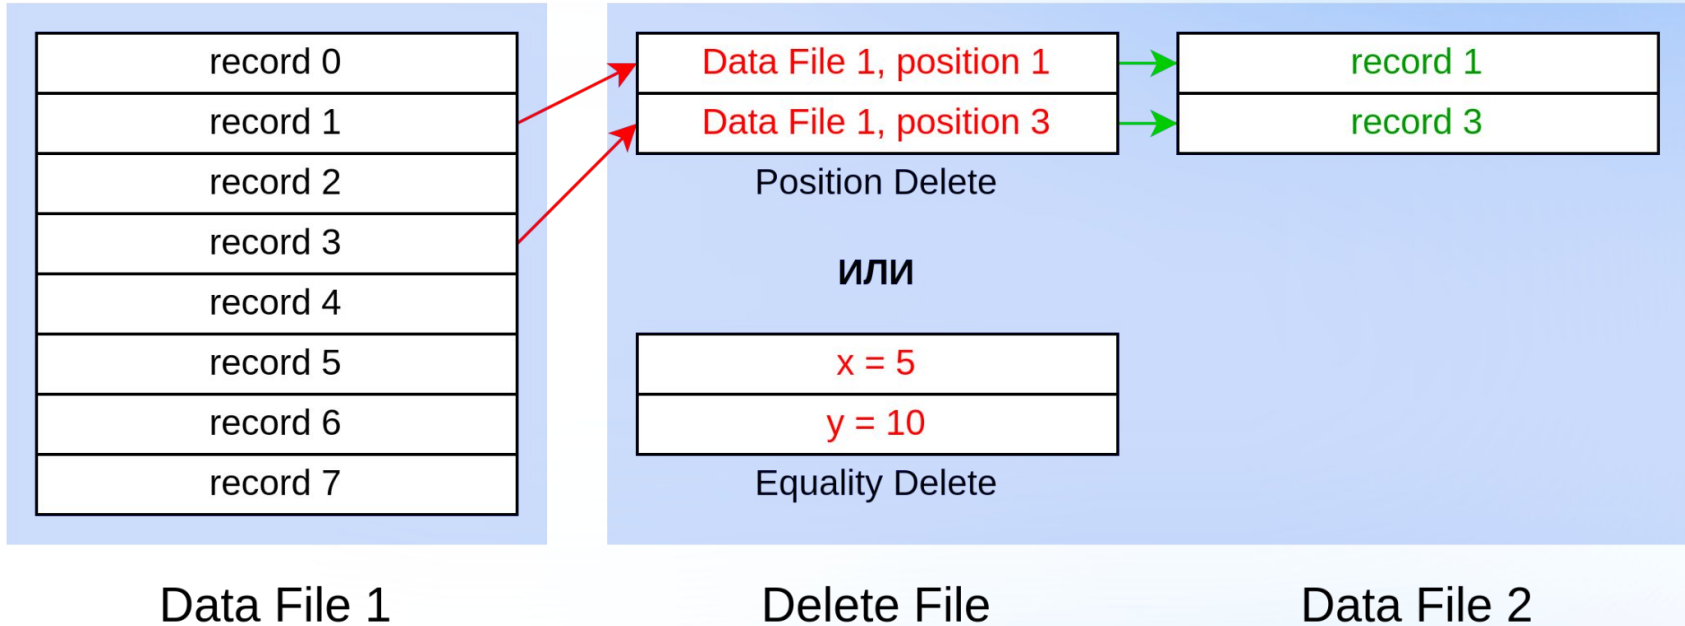 record 0
record 1
record 2
record 3
record 4
record 5
record 6
record 7
Data File 1
Data File 1, position 1
Data File 1, position 3
Position Delete
ИЛИ
x = 5
y = 10
Equality Delete
Delete File
record 1
record 3
Data File 2